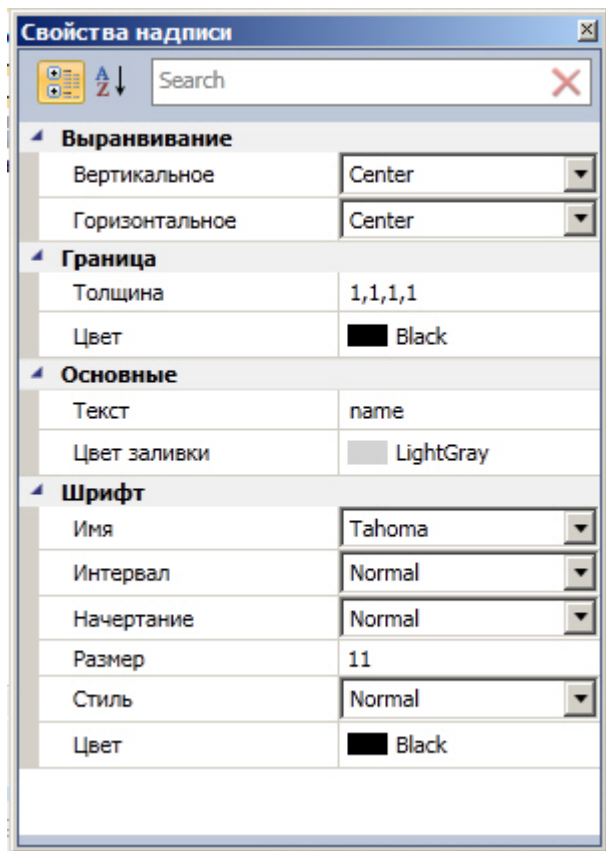 Свойства надписи
A
Z
Search
Выранвивание
Вертикальное Center
Горизонтальное Center
Граница
Толщина 1,1,1,1
Цвет Black
Основные
Текст name
Цвет заливки LightGray
Шрифт
Имя Tahoma
Интервал Normal
Начертание Normal
Размер 11
Стиль Normal
Цвет Black